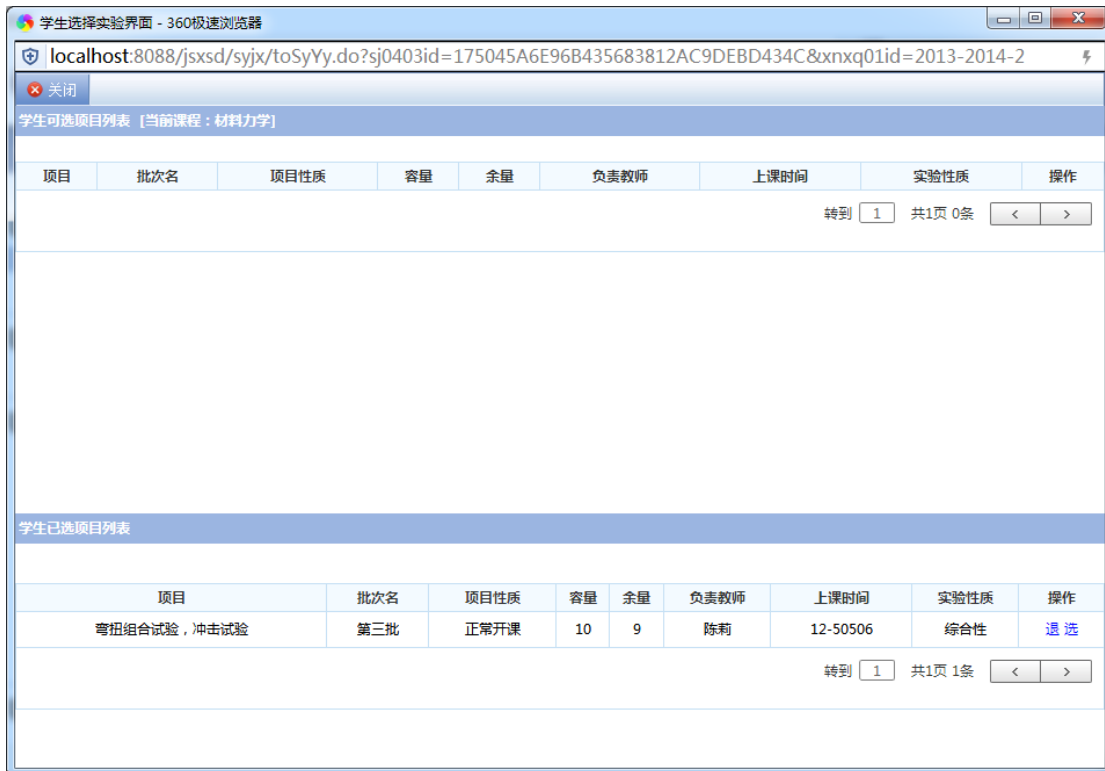 学生选择实验界面 - 360极速浏览器
localhost:8088/jsxsd/syjx/toSyYy.do?sj0403id=175045A6E96B435683812AC9DEBD434C&xnxq01id=2013-2014-2
关闭
学生可选项目列表 [当前课程：材料力学]
项目 批次名 项目性质 容量 余量 负责教师 上课时间 实验性质 操作
转到 1 共1页 0条 < >
学生已选项目列表
项目 批次名 项目性质 容量 余量 负责教师 上课时间 实验性质 操作
弯扭组合试验，冲击试验 第三批 正常开课 10 9 陈莉 12-50506 综合性 退选
转到 1 共1页 1条 < >